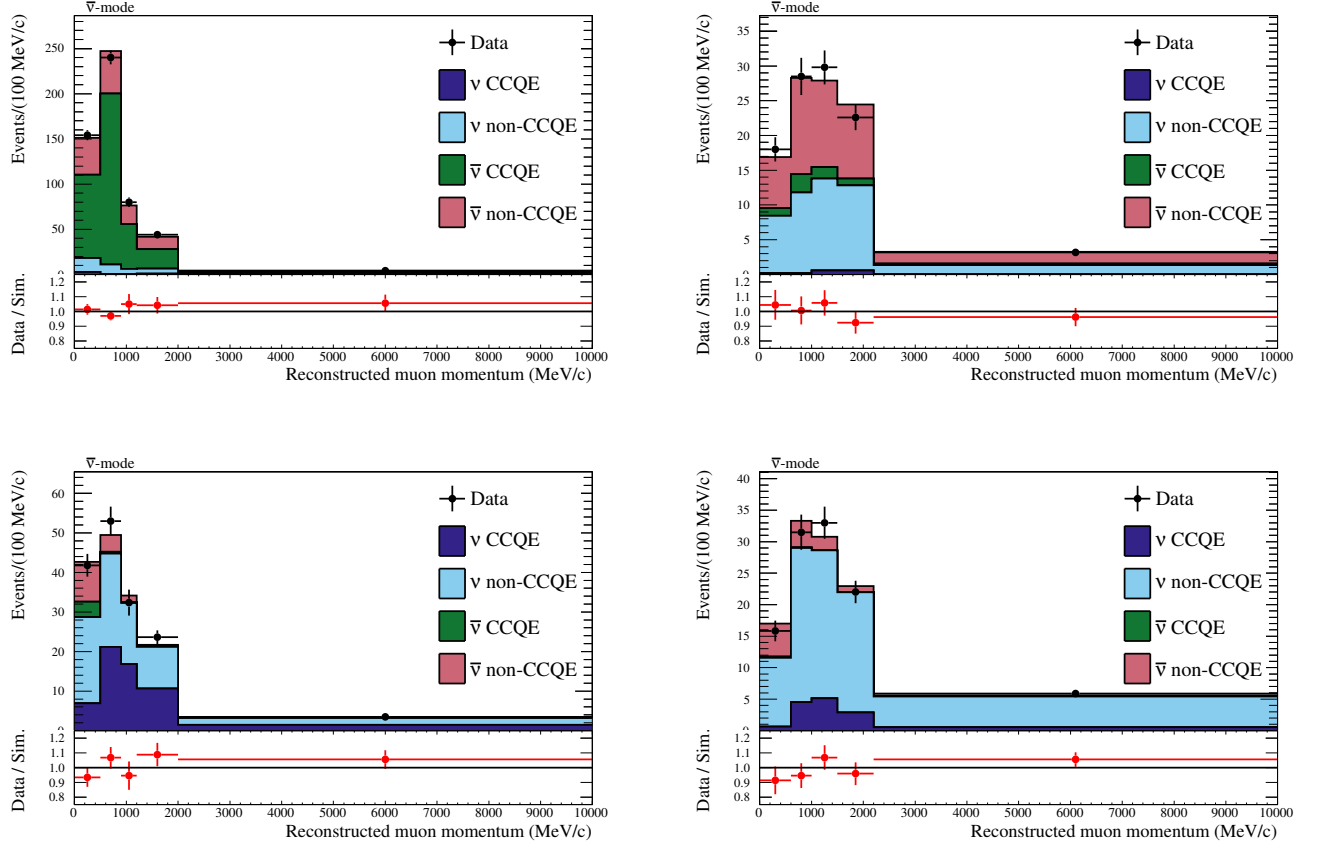 ν̅-mode
Events/(100 MeV/c)
250
200
150
100
50
0
Data
ν CCQE
ν non-CCQE
ν̅ CCQE
ν̅ non-CCQE
Data / Sim.
1.2
1.1
1.0
0.9
0.8
0 1000 2000 3000 4000 5000 6000 7000 8000 9000 10000
Reconstructed muon momentum (MeV/c)
ν̅-mode
Events/(100 MeV/c)
35
30
25
20
15
10
5
0
Data
ν CCQE
ν non-CCQE
ν̅ CCQE
ν̅ non-CCQE
Data / Sim.
1.2
1.1
1.0
0.9
0.8
0 1000 2000 3000 4000 5000 6000 7000 8000 9000 10000
Reconstructed muon momentum (MeV/c)
ν̅-mode
Events/(100 MeV/c)
60
50
40
30
20
10
0
Data
ν CCQE
ν non-CCQE
ν̅ CCQE
ν̅ non-CCQE
Data / Sim.
1.2
1.1
1.0
0.9
0.8
0 1000 2000 3000 4000 5000 6000 7000 8000 9000 10000
Reconstructed muon momentum (MeV/c)
ν̅-mode
Events/(100 MeV/c)
40
35
30
25
20
15
10
5
0
Data
ν CCQE
ν non-CCQE
ν̅ CCQE
ν̅ non-CCQE
Data / Sim.
1.2
1.1
1.0
0.9
0.8
0 1000 2000 3000 4000 5000 6000 7000 8000 9000 10000
Reconstructed muon momentum (MeV/c)